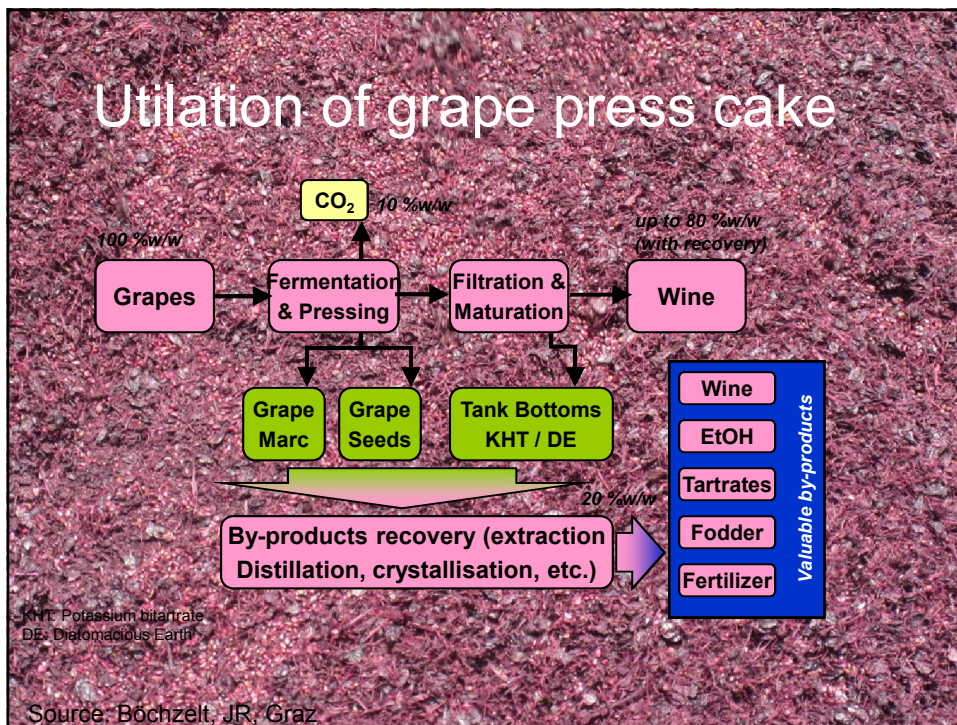 Utilation of grape press cake
CO₂
10 %w/w
100 %w/w
up to 80 %w/w
(with recovery)
Grapes
Fermentation
& Pressing
Filtration &
Maturation
Wine
Grape
Marc
Grape
Seeds
Tank Bottoms
KHT / DE
20 %w/w
By-products recovery (extraction
Distillation, crystallisation, etc.)
Wine
EtOH
Tartrates
Fodder
Fertilizer
Valuable by-products
KHT: Potassium bitartrate
DE: Diatomacious Earth
Source: Böchzelt, JR, Graz